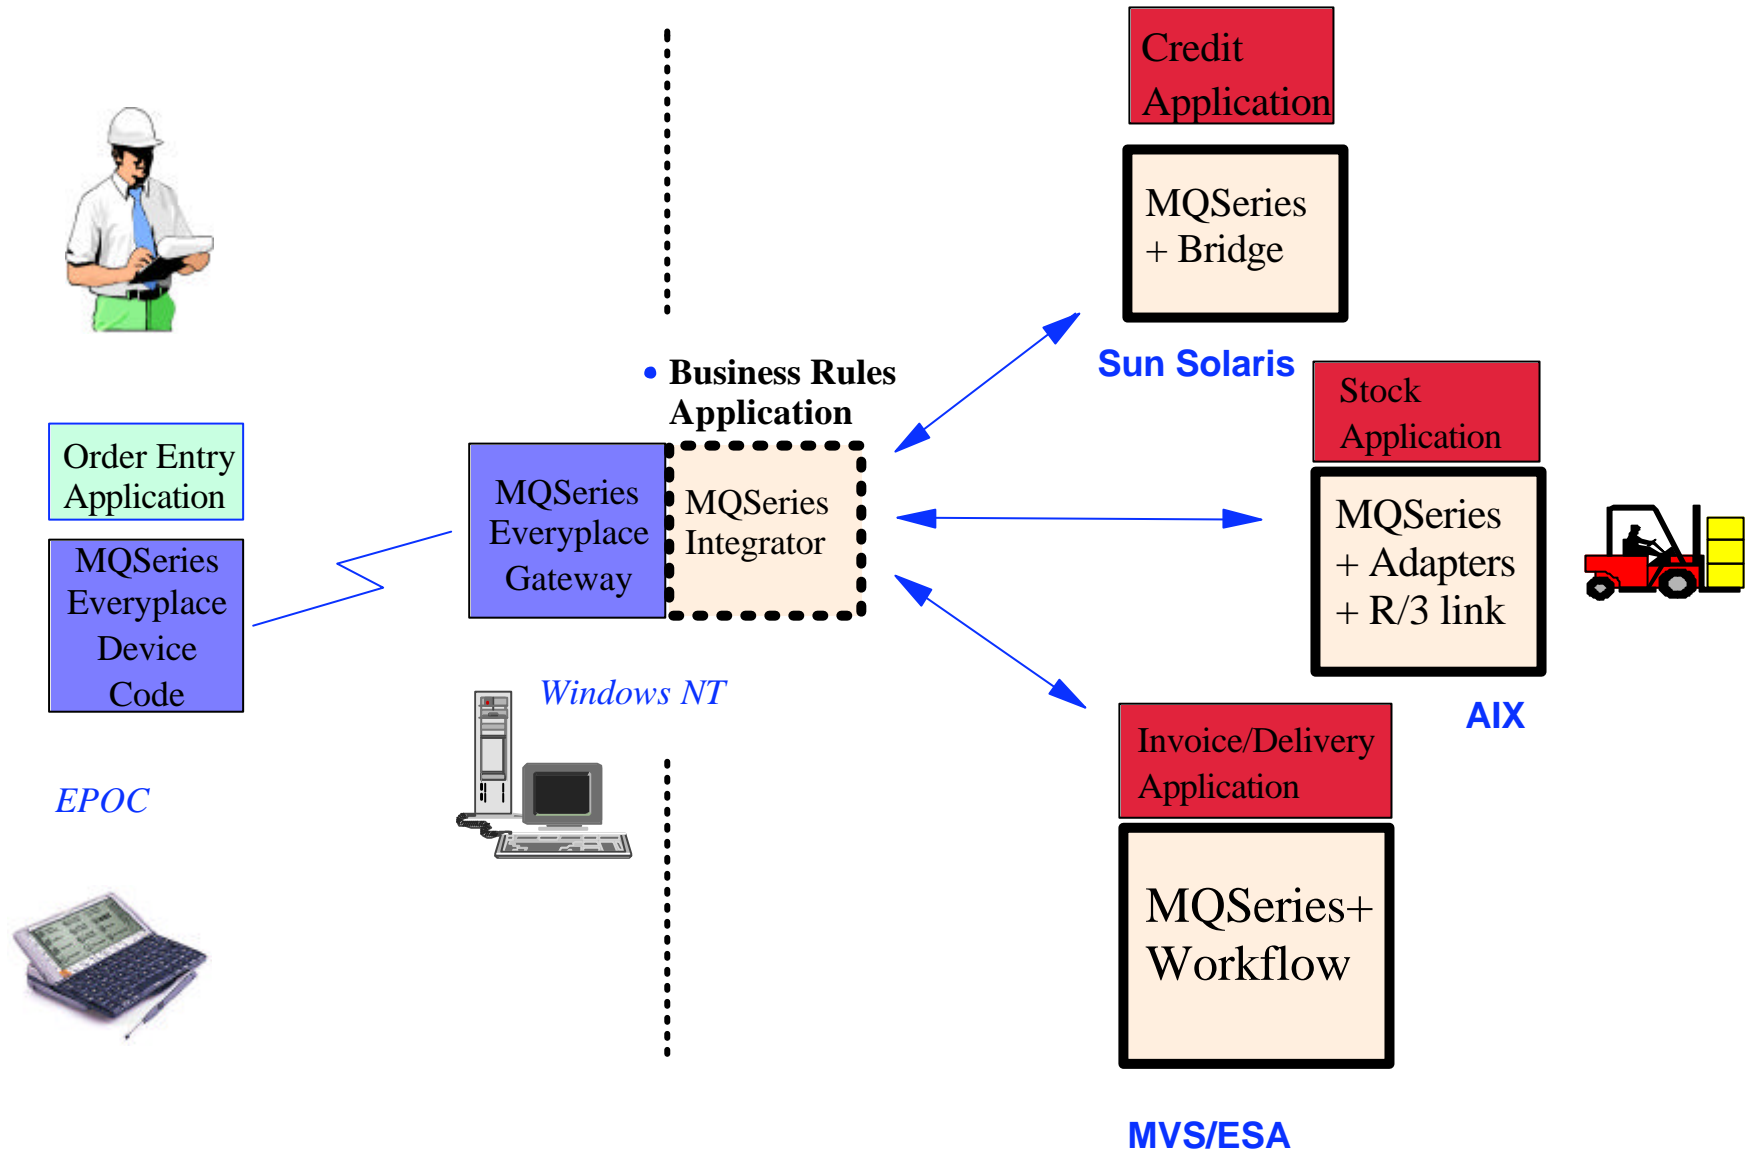 Credit
Application
MQSeries
+ Bridge
Sun Solaris
• Business Rules
Application
Order Entry
Application
MQSeries
Everyplace
Device
Code
EPOC
MQSeries
Everyplace
Gateway
MQSeries
Integrator
Windows NT
Stock
Application
MQSeries
+ Adapters
+ R/3 link
AIX
Invoice/Delivery
Application
MQSeries+
Workflow
MVS/ESA